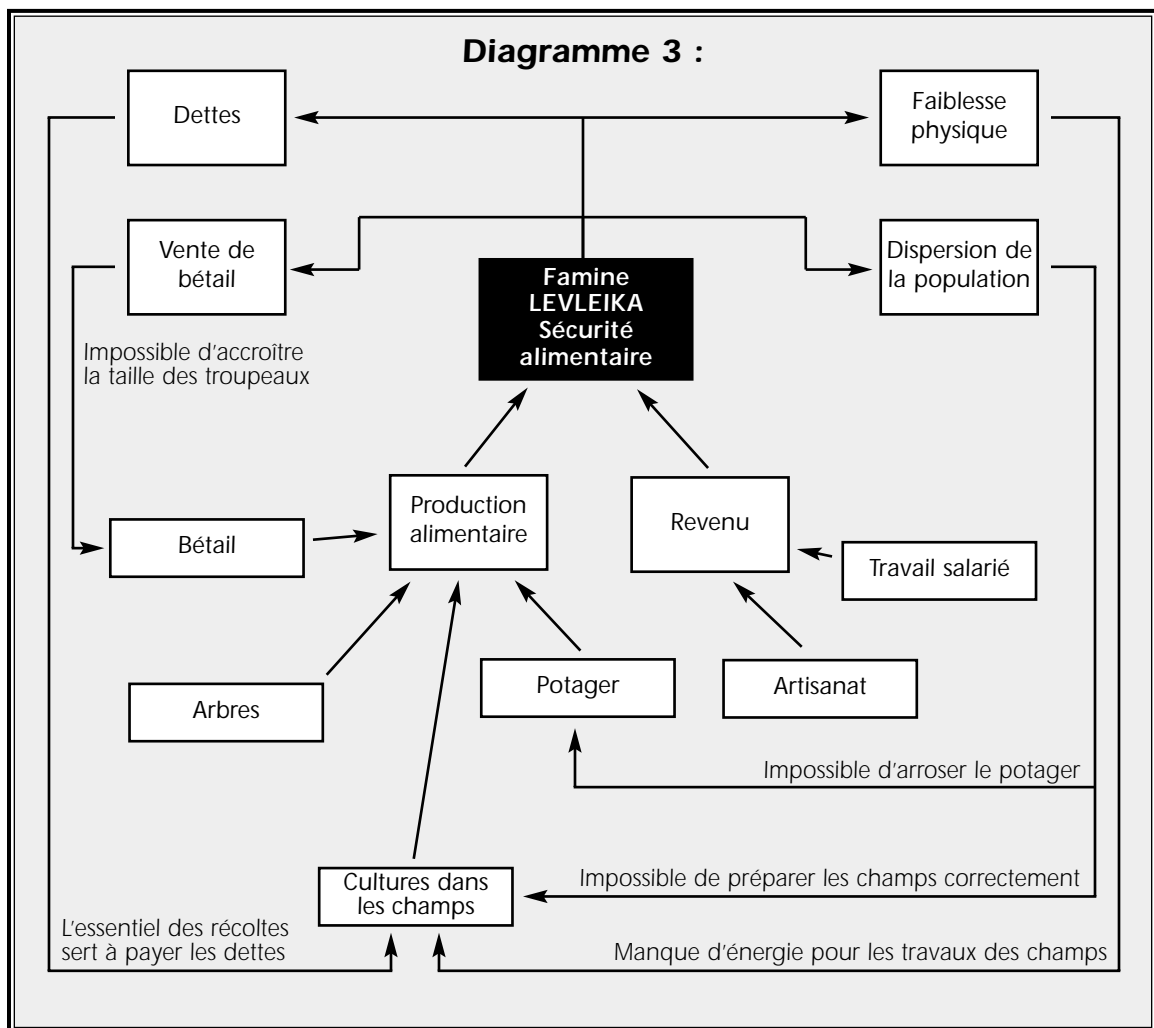 Diagramme 3 :
Dettes
Faiblesse
physique
Vente de
bétail
Dispersion de
la population
Famine
LEVLEIKA
Sécurité
alimentaire
Impossible d'accroître
la taille des troupeaux
Production
alimentaire
Revenu
Bétail
Travail salarié
Arbres
Potager
Artisanat
Impossible d'arroser le potager
Cultures dans
les champs
Impossible de préparer les champs correctement
L'essentiel des récoltes
sert à payer les dettes
Manque d'énergie pour les travaux des champs